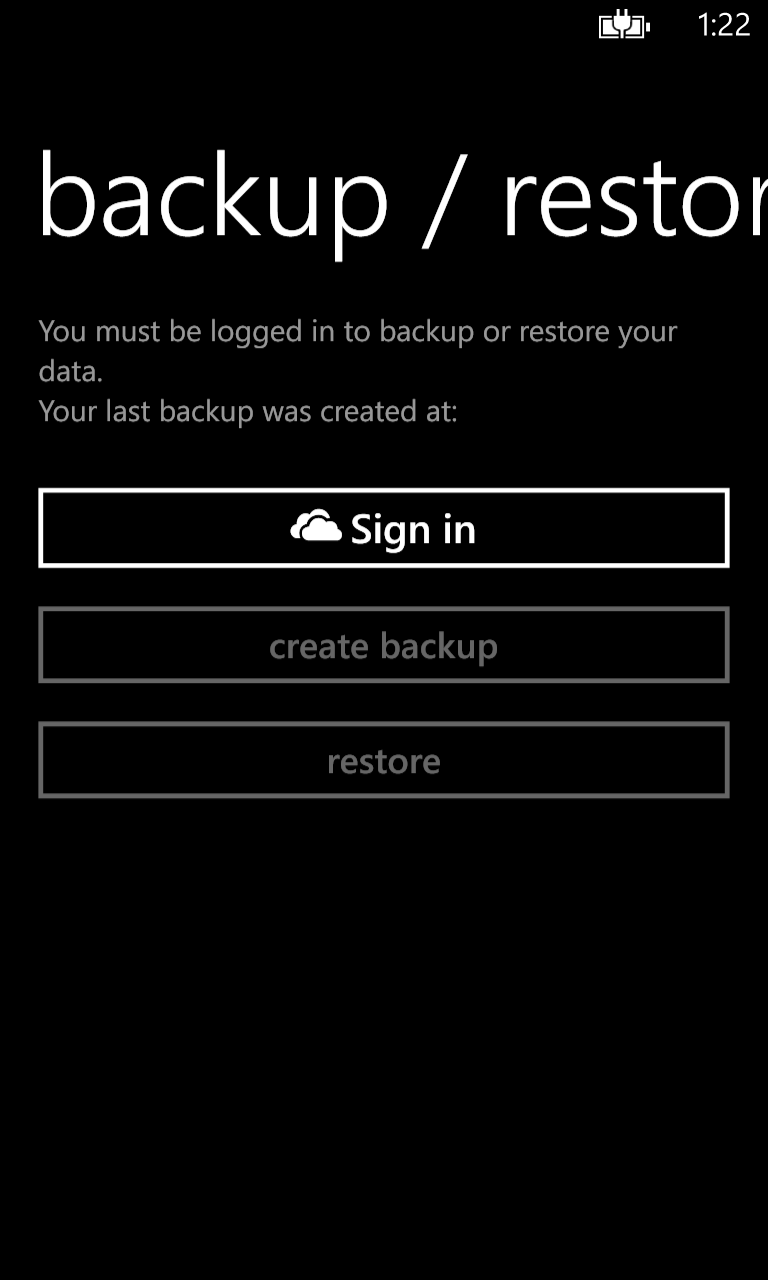 1:22
backup / restor
You must be logged in to backup or restore your
data.
Your last backup was created at:
Sign in
create backup
restore